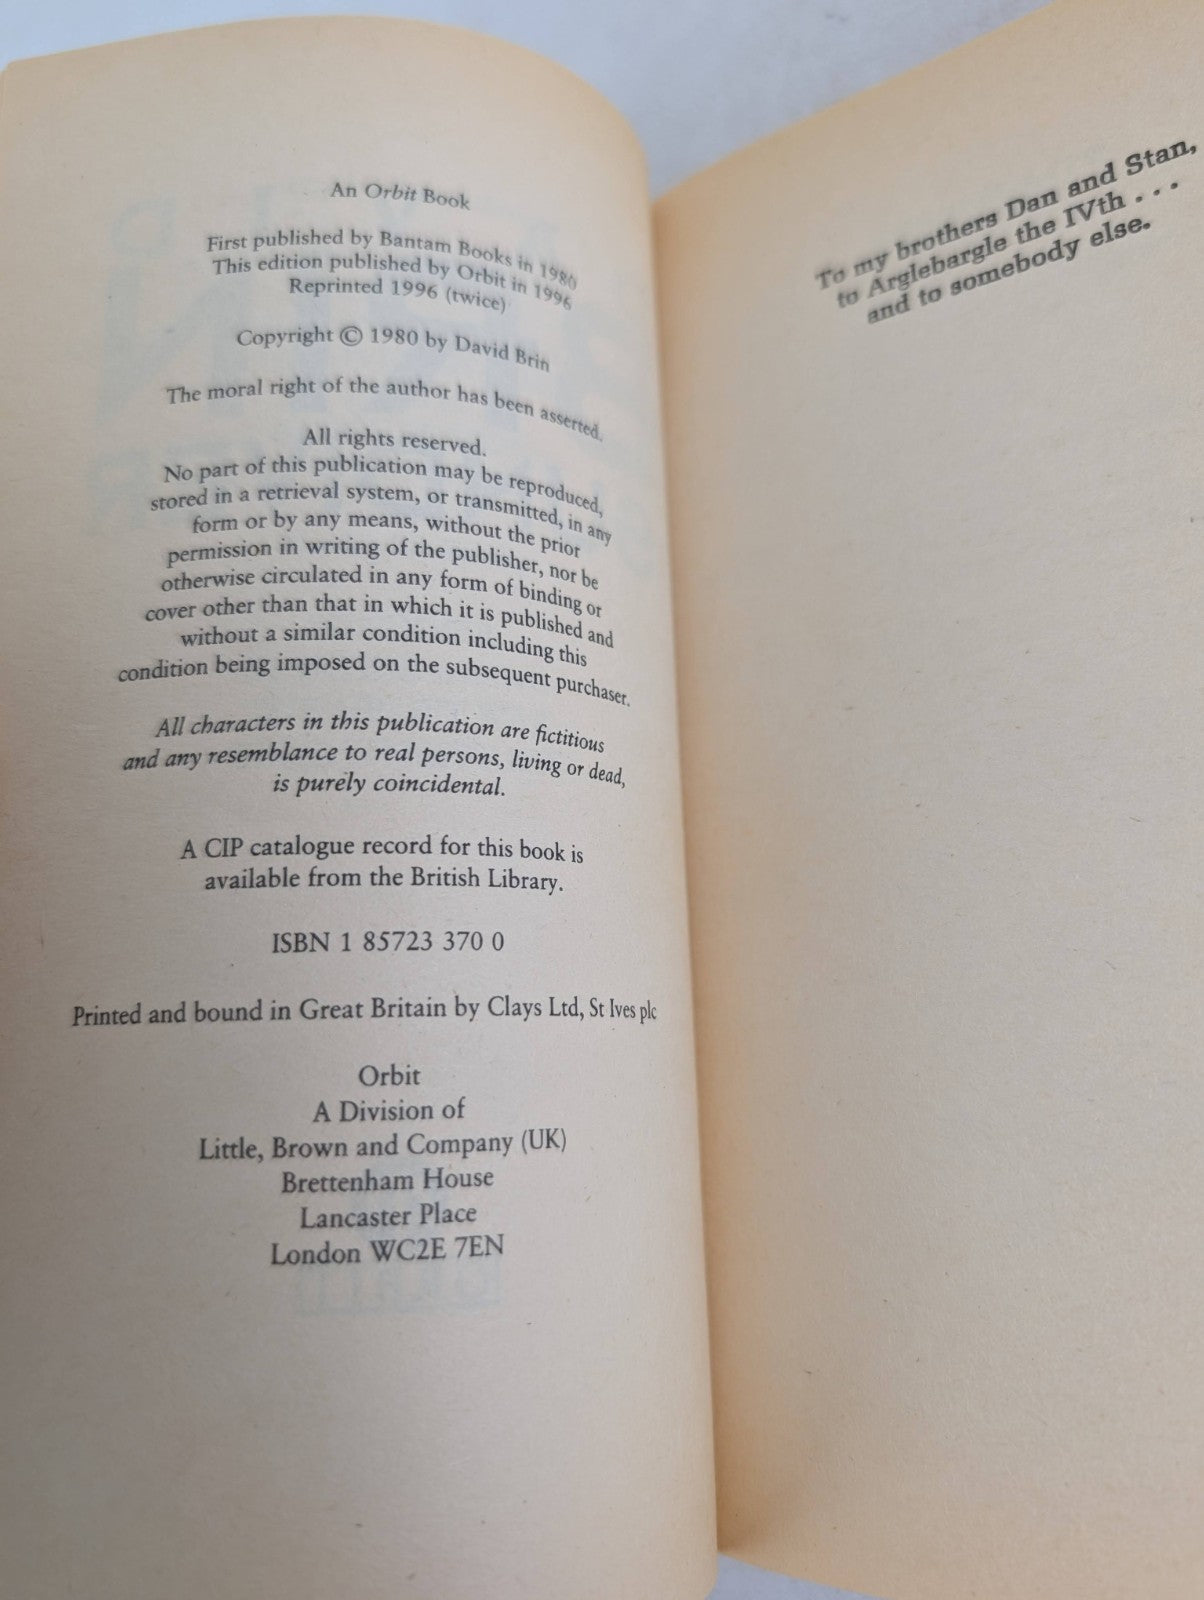 An Orbit Book
First published by Bantam Books in 1980
This edition published by Orbit in 1996
Reprinted 1996 (twice)
Copyright © 1980 by David Brin
The moral right of the author has been asserted.
All rights reserved.
No part of this publication may be reproduced,
stored in a retrieval system, or transmitted, in any
form or by any means, without the prior
permission in writing of the publisher, nor be
otherwise circulated in any form of binding or
cover other than that in which it is published and
without a similar condition including this
condition being imposed on the subsequent purchaser.
All characters in this publication are fictitious
and any resemblance to real persons, living or dead,
is purely coincidental.
A CIP catalogue record for this book is
available from the British Library.
ISBN 1 85723 370 0
Printed and bound in Great Britain by Clays Ltd, St Ives plc
Orbit
A Division of
Little, Brown and Company (UK)
Brettenham House
Lancaster Place
London WC2E 7EN
To my brothers Dan and Stan,
to Arglebargle the IVth . . .
and to somebody else.